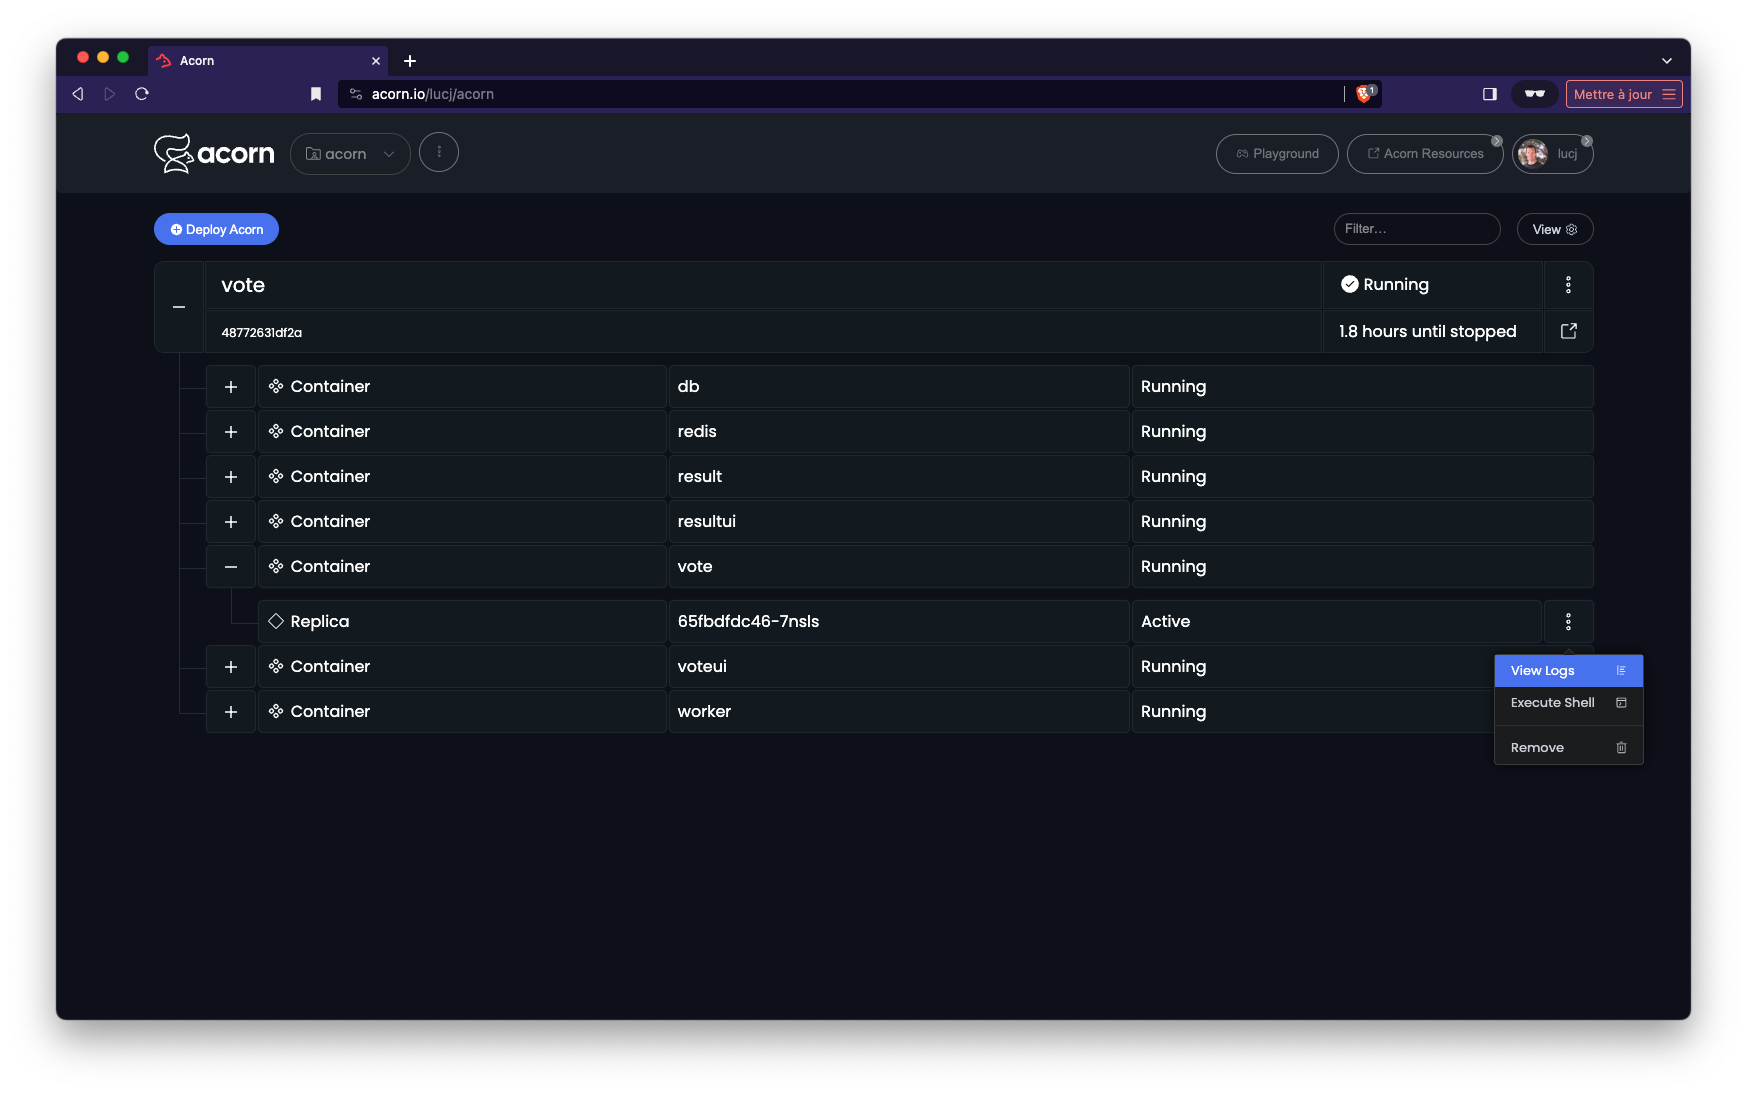 Acorn
acorn.io/lucj/acorn
1
Mettre à jour
acorn
acorn
Playground
Acorn Resources
lucj
Deploy Acorn
Filter...
View
vote
Running
48772631df2a
1.8 hours until stopped
Container db Running
Container redis Running
Container result Running
Container resultui Running
Container vote Running
Replica 65fbdfdc46-7nsls Active
Container voteui Running
View Logs
Execute Shell
Container worker Running
Remove